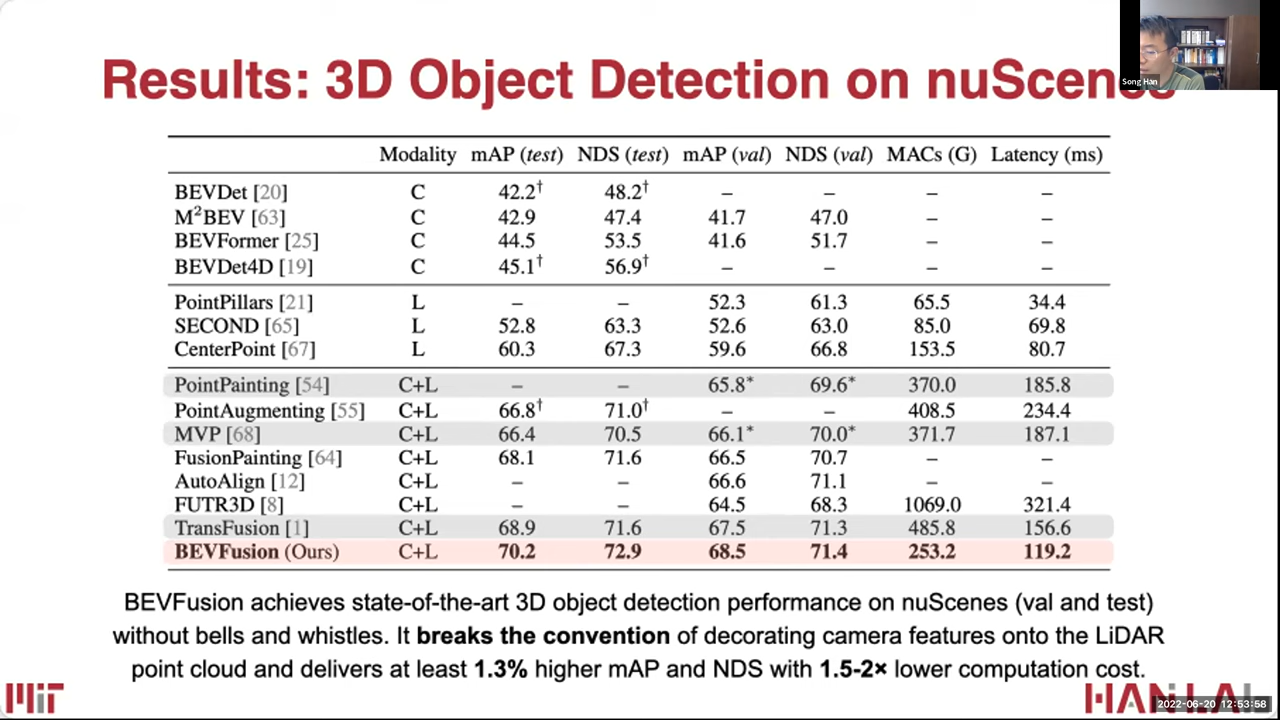 Song Han
Results: 3D Object Detection on nuScenes
Modality mAP (test) NDS (test) mAP (val) NDS (val) MACs (G) Latency (ms)
BEVDet [20] C 42.2† 48.2† – – – –
M²BEV [63] C 42.9 47.4 41.7 47.0 – –
BEVFormer [25] C 44.5 53.5 41.6 51.7 – –
BEVDet4D [19] C 45.1† 56.9† – – – –
PointPillars [21] L – – 52.3 61.3 65.5 34.4
SECOND [65] L 52.8 63.3 52.6 63.0 85.0 69.8
CenterPoint [67] L 60.3 67.3 59.6 66.8 153.5 80.7
PointPainting [54] C+L – – 65.8* 69.6* 370.0 185.8
PointAugmenting [55] C+L 66.8† 71.0† – – 408.5 234.4
MVP [68] C+L 66.4 70.5 66.1* 70.0* 371.7 187.1
FusionPainting [64] C+L 68.1 71.6 66.5 70.7 – –
AutoAlign [12] C+L – – 66.6 71.1 – –
FUTR3D [8] C+L – – 64.5 68.3 1069.0 321.4
TransFusion [1] C+L 68.9 71.6 67.5 71.3 485.8 156.6
BEVFusion (Ours) C+L 70.2 72.9 68.5 71.4 253.2 119.2
BEVFusion achieves state-of-the-art 3D object detection performance on nuScenes (val and test)
without bells and whistles. It breaks the convention of decorating camera features onto the LiDAR
point cloud and delivers at least 1.3% higher mAP and NDS with 1.5-2× lower computation cost.
MIT
HAN LAB
2022-06-20 12:53:58